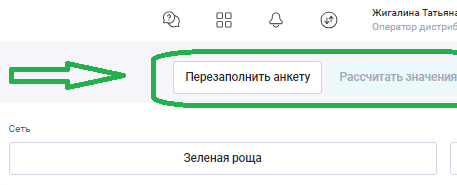 Жигалина Татьяна
Оператор дистриб
Перезаполнить анкету
Рассчитать значения
Сеть
Зеленая роща